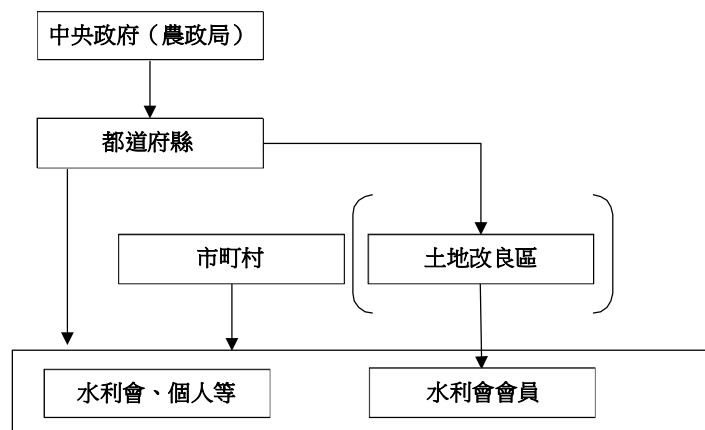 中央政府（農政局）
都道府縣
市町村
土地改良區
水利會、個人等
水利會會員